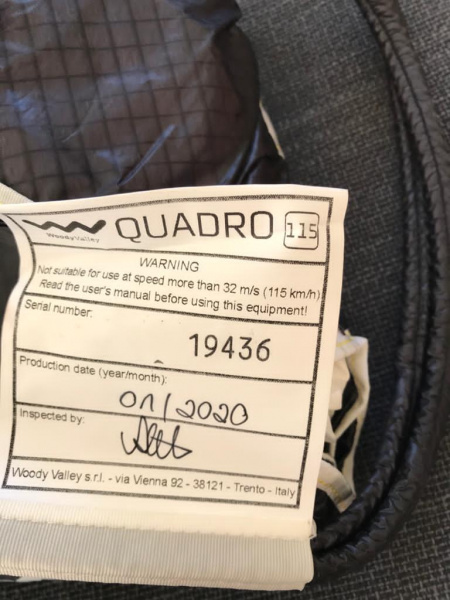 WoodyValley QUADRO 115
WARNING
Not suitable for use at speed more than 32 m/s (115 km/h)
Read the user's manual before using this equipment!
Serial number:
19436
Production date (year/month):
01/2020
Inspected by:
Woody Valley s.r.l. - via Vienna 92 - 38121 - Trento - Italy